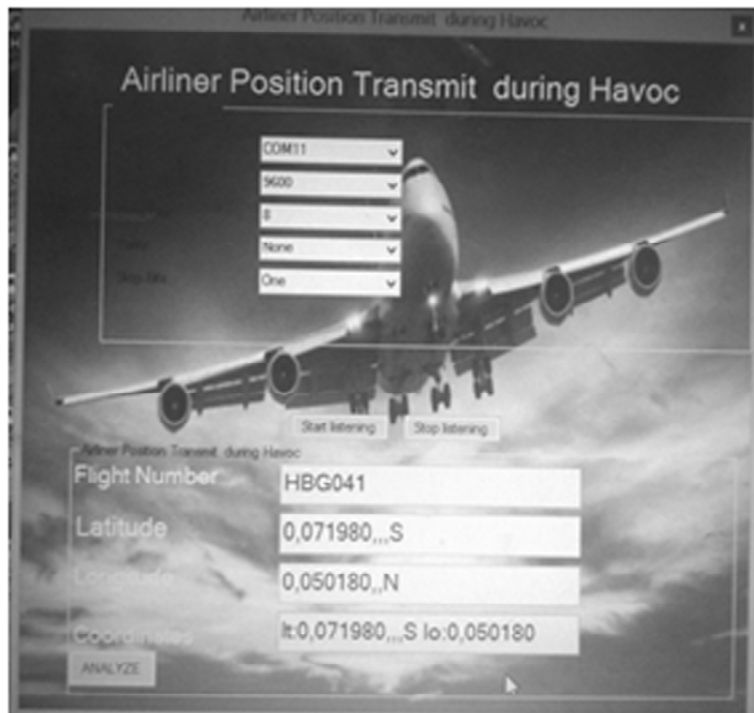 Airliner Position Transmit during Havoc
Airliner Position Transmit during Havoc
COM11
9600
8
None
Stop Bits
One
Start listening Stop listening
Airliner Position Transmit during Havoc
Flight Number HBG041
Latitude 0,071980,,,S
Longitude 0,050180,,N
Coordinates lt:0,071980,,,S lo:0,050180
ANALYZE